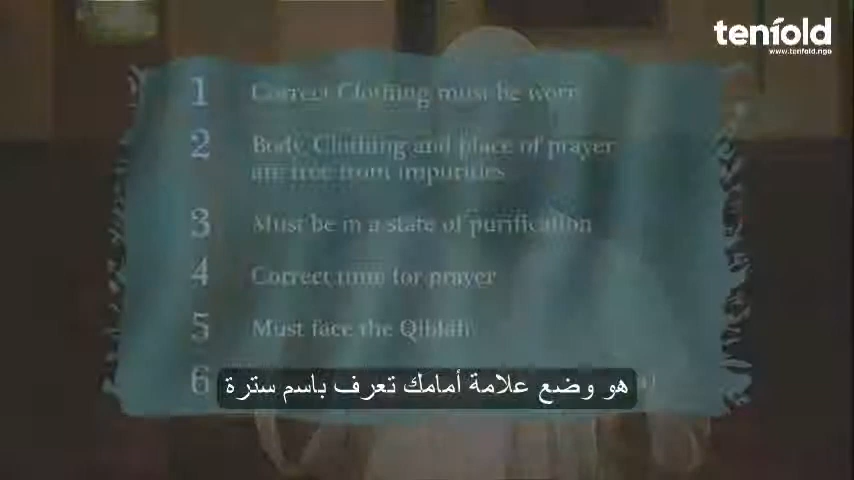 tenfold
www.tenfold.ngo
1 Correct Clothing must be worn
2 Body, Clothing and place of prayer
are free from impurities
3 Must be in a state of purification
4 Correct time for prayer
5 Must face the Qiblah
6
هو وضع علامة أمامك تعرف باسم سترة